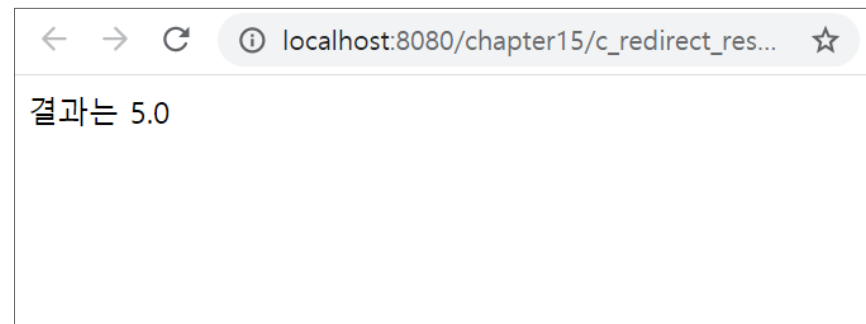 localhost:8080/chapter15/c_redirect_res...
결과는 5.0